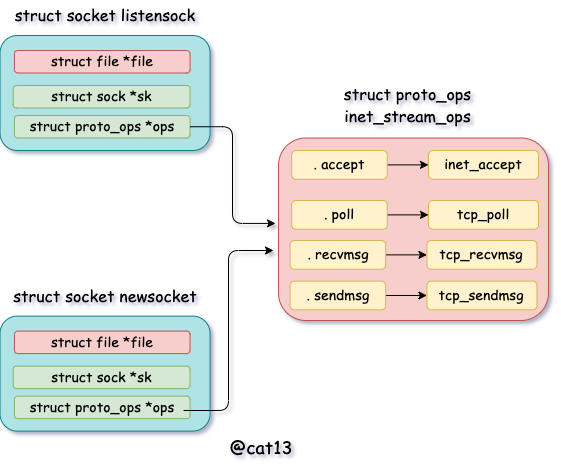 struct socket listensock
struct file *file
struct sock *sk
struct proto_ops *ops
struct proto_ops
inet_stream_ops
. accept
inet_accept
. poll
tcp_poll
. recvmsg
tcp_recvmsg
. sendmsg
tcp_sendmsg
struct socket newsocket
struct file *file
struct sock *sk
struct proto_ops *ops
@cat13